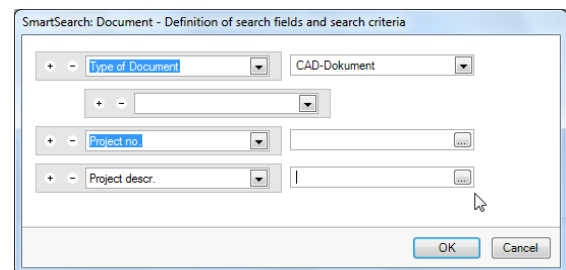 SmartSearch: Document - Definition of search fields and search criteria
+ - Type of Document CAD-Dokument
+ -
+ - Project no. ...
+ - Project descr. ...
OK Cancel